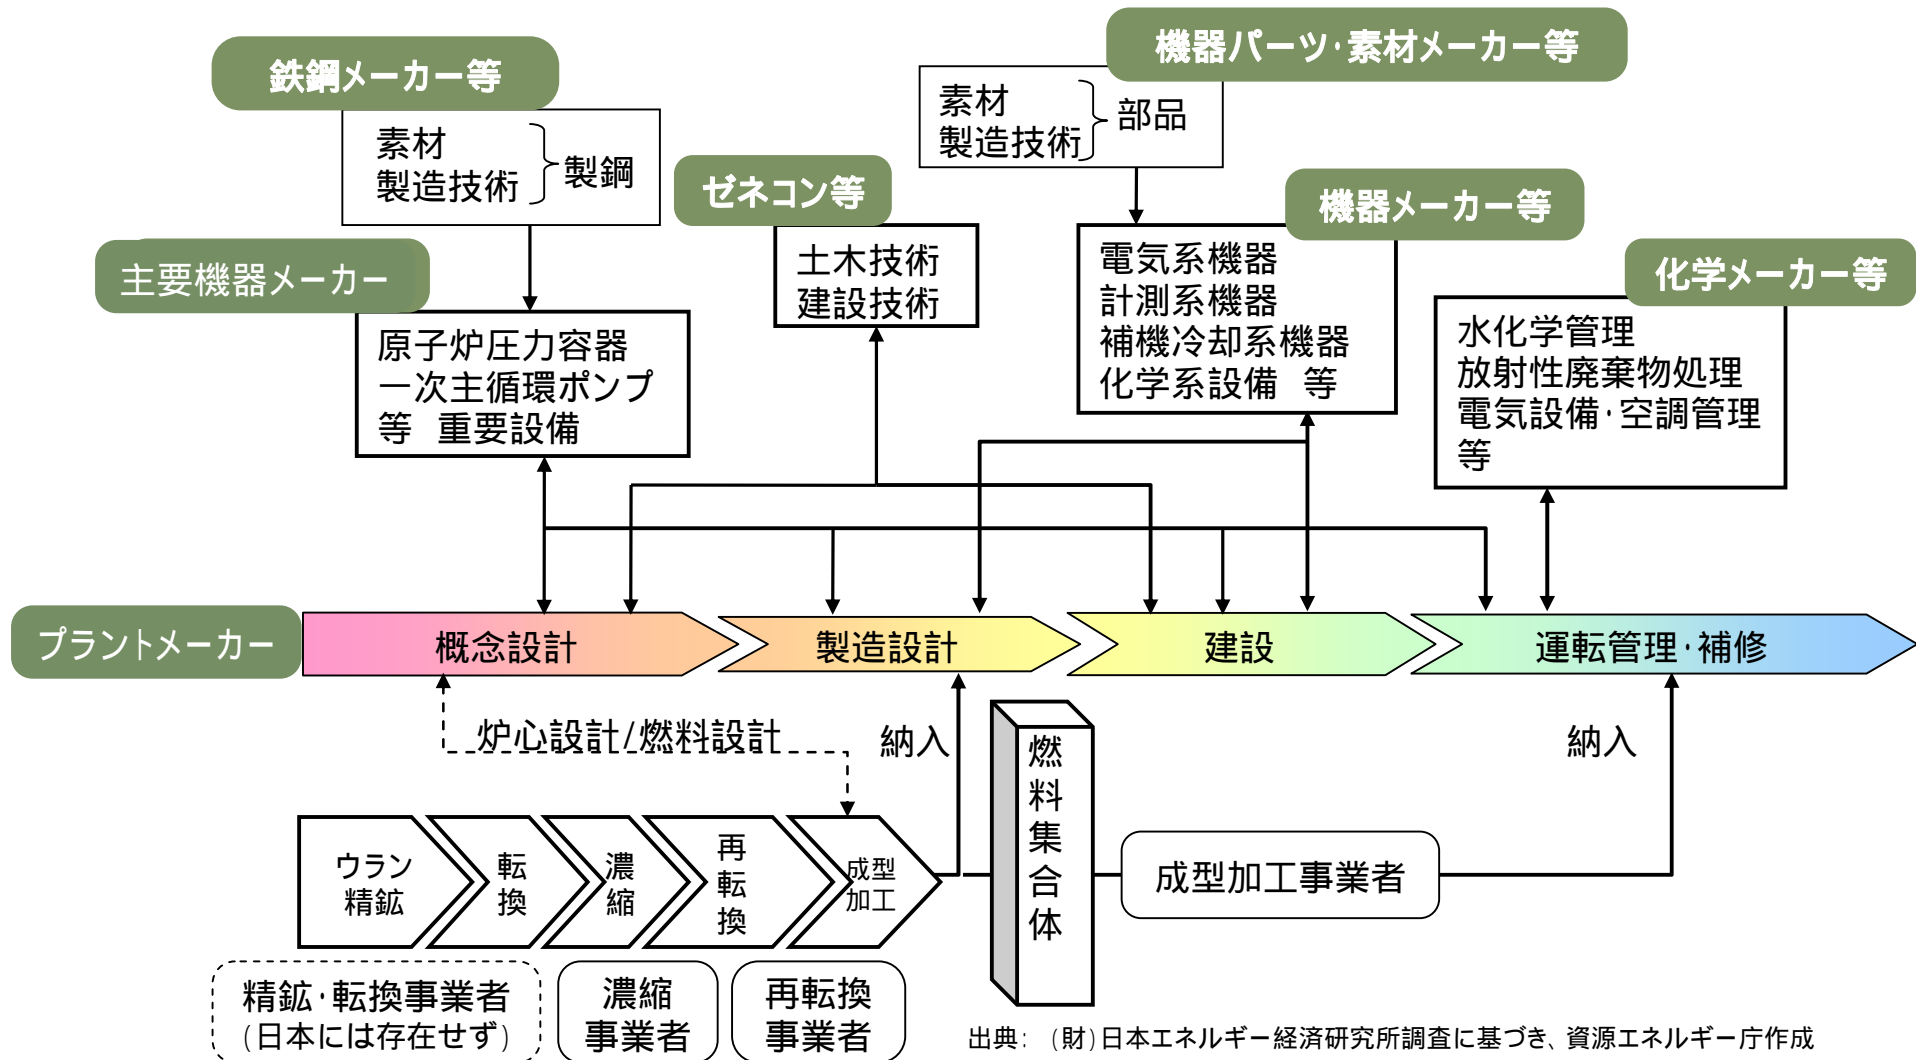 機器パーツ・素材メーカー等
鉄鋼メーカー等
素材
製造技術
部品
素材
製造技術
製鋼
ゼネコン等
機器メーカー等
主要機器メーカー
土木技術
建設技術
電気系機器
計測系機器
補機冷却系機器
化学系設備 等
化学メーカー等
原子炉圧力容器
一次主循環ポンプ
等 重要設備
水化学管理
放射性廃棄物処理
電気設備・空調管理
等
プラントメーカー
概念設計
製造設計
建設
運転管理・補修
炉心設計/燃料設計
納入
燃料集合体
納入
ウラン
精鉱
転換
濃縮
再転換
成型
加工
成型加工事業者
精鉱・転換事業者
(日本には存在せず)
濃縮
事業者
再転換
事業者
出典: (財)日本エネルギー経済研究所調査に基づき、資源エネルギー庁作成